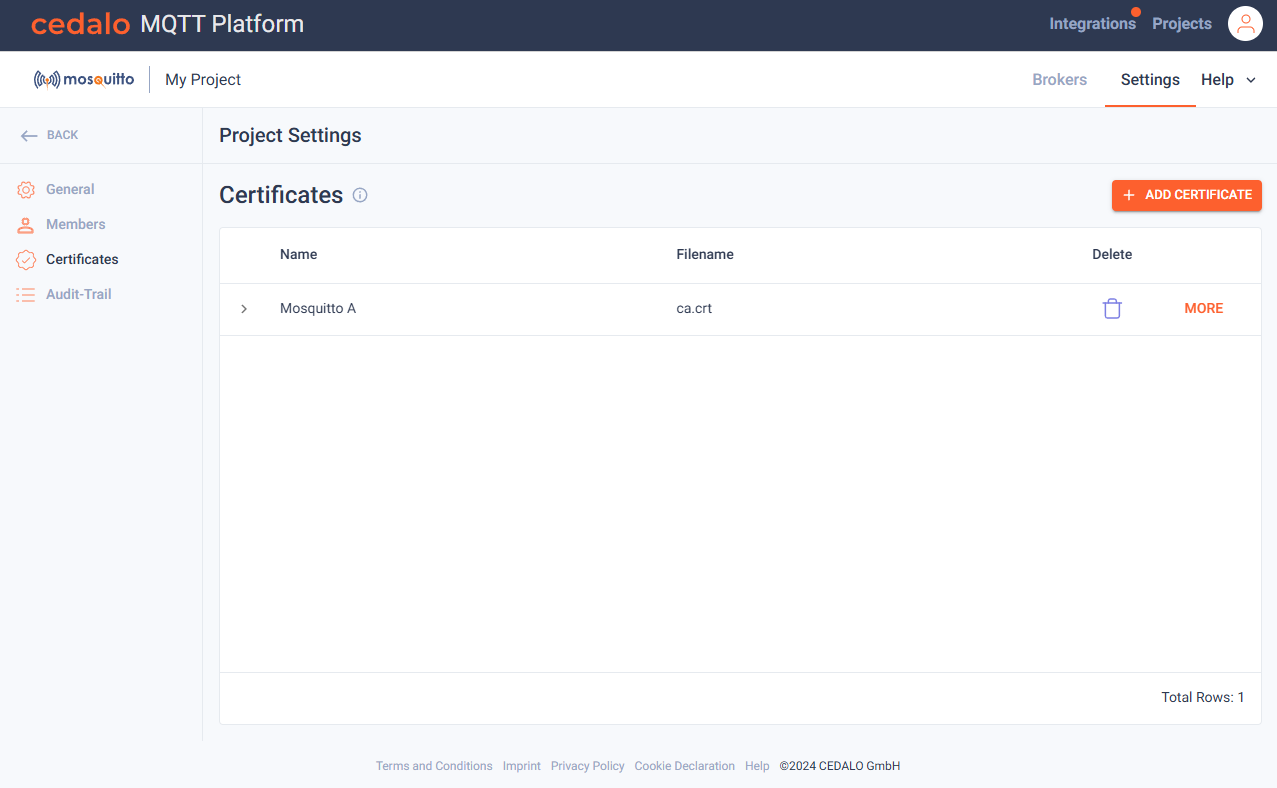 cedalo MQTT Platform Integrations Projects
mosquitto My Project Brokers Settings Help
BACK Project Settings
General
Members
Certificates
Audit-Trail
Certificates + ADD CERTIFICATE
Name Filename Delete
Mosquitto A ca.crt MORE
Total Rows: 1
Terms and Conditions Imprint Privacy Policy Cookie Declaration Help ©2024 CEDALO GmbH